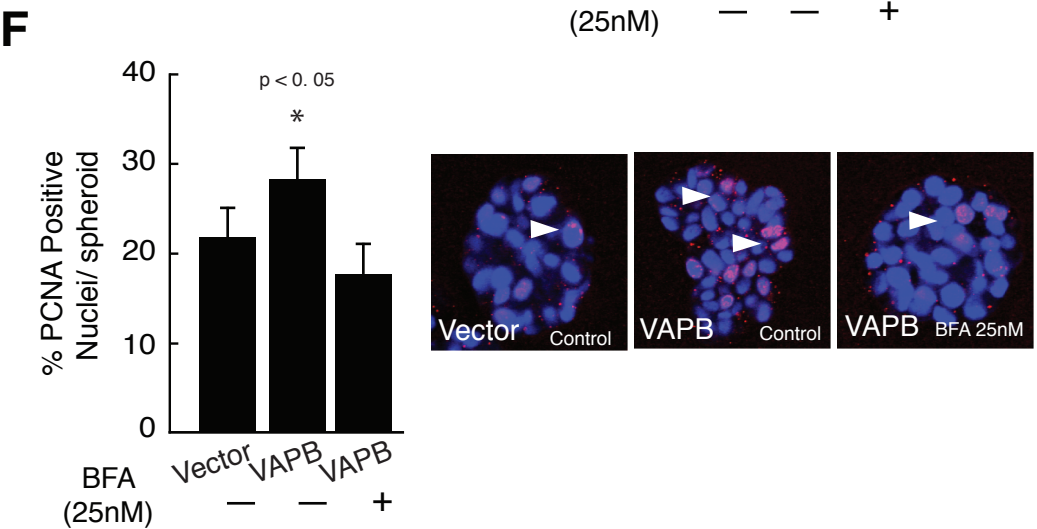 F
(25nM) — — +
40
30
20
10
0
% PCNA Positive
Nuclei/ spheroid
p < 0. 05
*
Vector VAPB VAPB
BFA
(25nM) — — +
Vector Control
VAPB Control
VAPB BFA 25nM